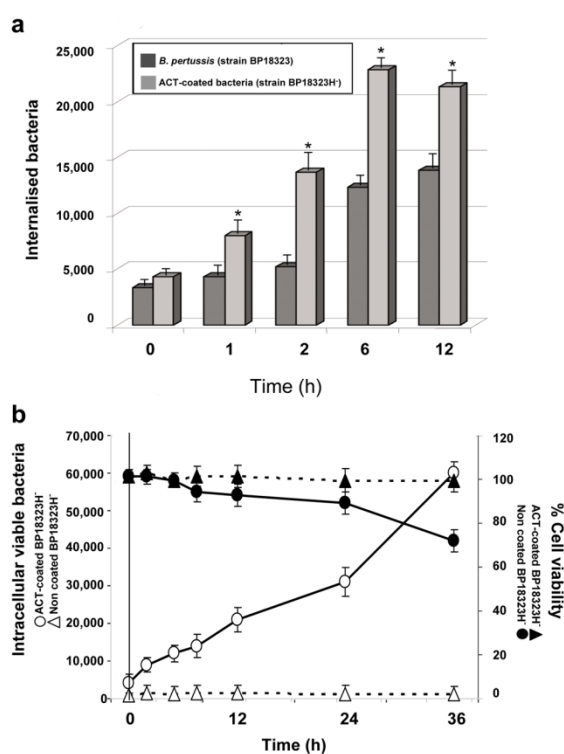 a
25,000
20,000
15,000
10,000
5,000
0
Internalised bacteria
B. pertussis (strain BP18323)
ACT-coated bacteria (strain BP18323H-)
*
*
*
*
0 1 2 6 12
Time (h)
b
70,000
60,000
50,000
40,000
30,000
20,000
10,000
0
Intracellular viable bacteria
ACT-coated BP18323H-
Non coated BP18323H-
120
100
80
60
40
20
0
% Cell viability
ACT-coated BP18323H-
Non coated BP18323H-
0 12 24 36
Time (h)